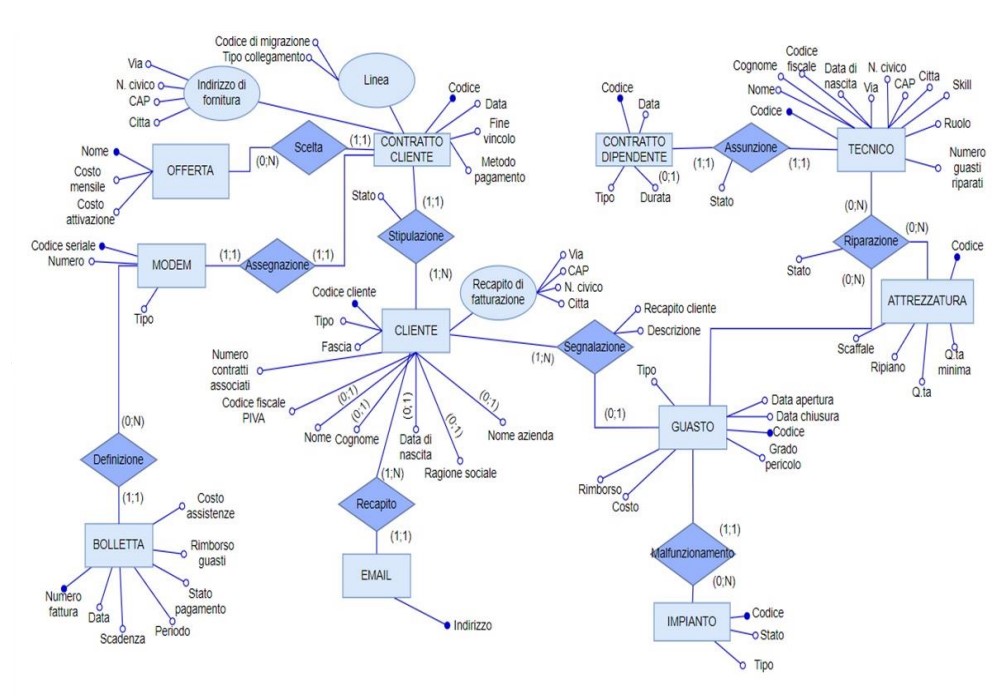 Codice di migrazione
Tipo collegamento
Via
N. civico
CAP
Citta
Indirizzo di
fornitura
Linea
Codice
Data
Fine
vincolo
Metodo
pagamento
CONTRATTO
CLIENTE
(1;1)
Scelta
(0;N)
OFFERTA
Nome
Costo
mensile
Costo
attivazione
Codice
Data
CONTRATTO
DIPENDENTE
(0;1)
Tipo
Durata
(1;1)
Assunzione
(1;1)
Stato
Cognome
Codice
fiscale
Data di
nascita
N. civico
Via
CAP
Citta
Skill
Nome
Codice
Ruolo
TECNICO
Numero
guasti
riparati
(0;N)
Riparazione
(0;N)
(0;N)
Stato
Codice
ATTREZZATURA
Scaffale
Ripiano
Q.ta
Q.ta
minima
Stato
(1;1)
Stipulazione
(1;N)
Codice seriale
Numero
MODEM
Tipo
(1;1)
Assegnazione
(1;1)
Recapito di
fatturazione
Via
CAP
N. civico
Citta
Codice cliente
Tipo
Fascia
CLIENTE
Numero
contratti
associati
Codice fiscale
PIVA
(0;1)
Nome
(0;1)
Cognome
(0;1)
Data di
nascita
(0;1)
Ragione sociale
(0;1)
Nome azienda
(1;N)
Segnalazione
Recapito cliente
Descrizione
(0;1)
Tipo
GUASTO
Data apertura
Data chiusura
Codice
Grado
pericolo
Rimborso
Costo
(1;1)
Malfunzionamento
(0;N)
IMPIANTO
Codice
Stato
Tipo
(1;N)
Recapito
(1;1)
EMAIL
Indirizzo
(0;N)
Definizione
(1;1)
BOLLETTA
Costo
assistenze
Rimborso
guasti
Stato
pagamento
Periodo
Scadenza
Data
Numero
fattura